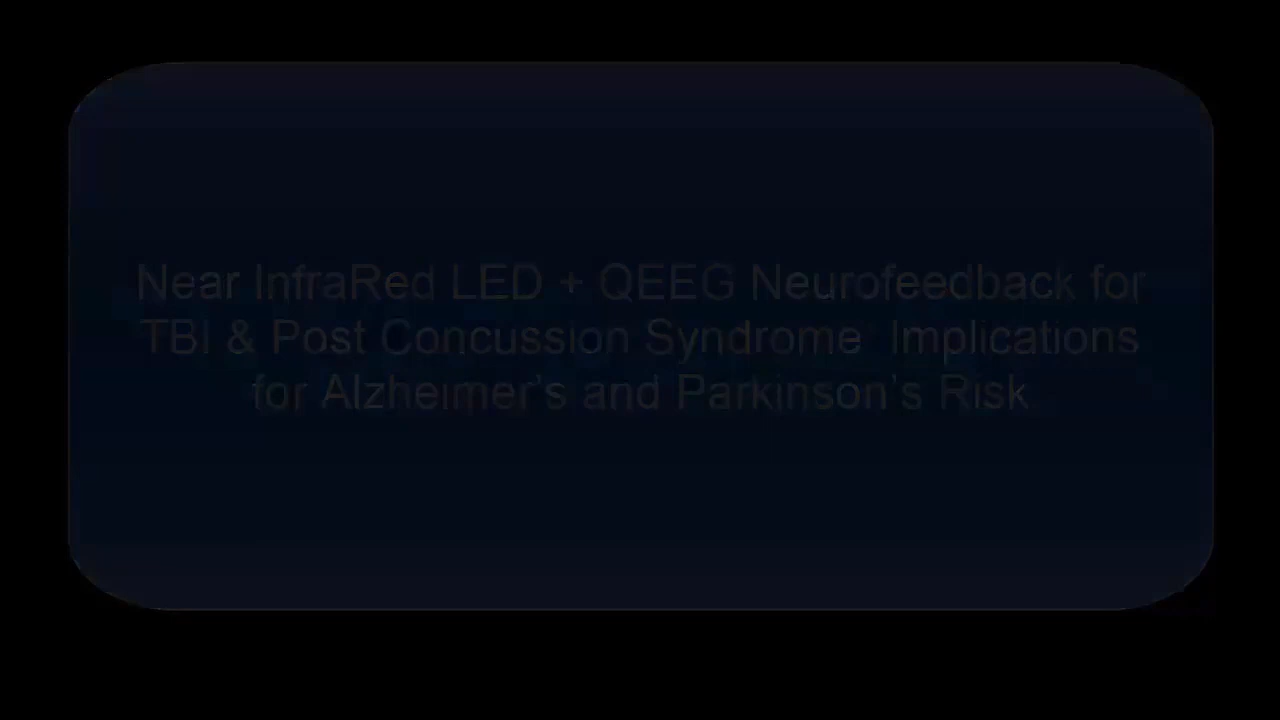 Near InfraRed LED + QEEG Neurofeedback for
TBI & Post Concussion Syndrome  Implications
for Alzheimer's and Parkinson's Risk